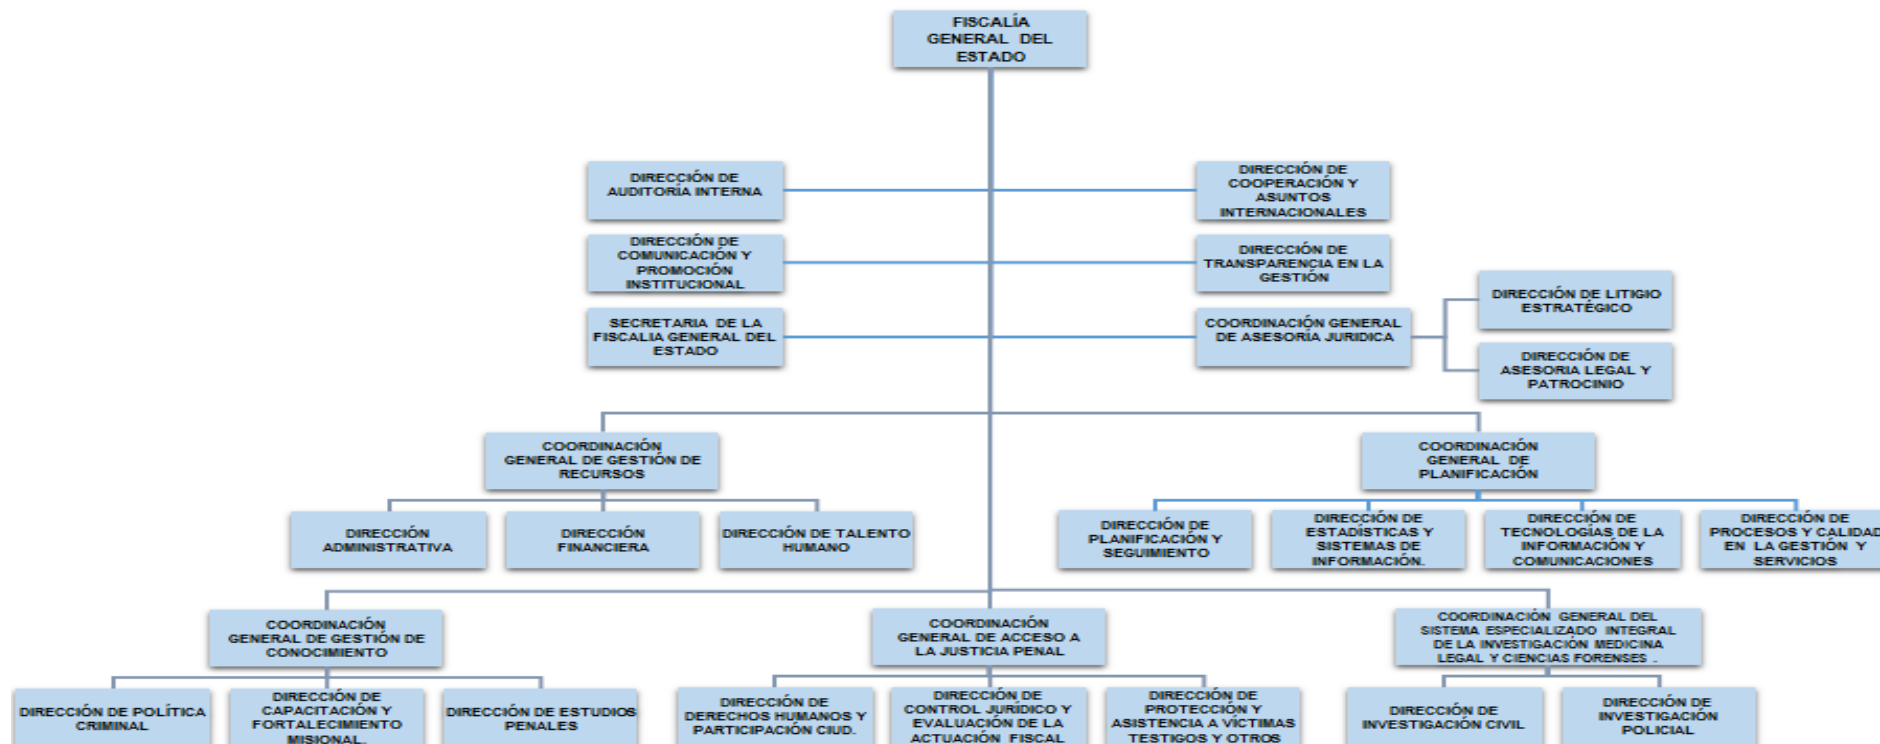 FISCALÍA
GENERAL DEL
ESTADO
DIRECCIÓN DE
AUDITORÍA INTERNA
DIRECCIÓN DE
COOPERACIÓN Y
ASUNTOS
INTERNACIONALES
DIRECCIÓN DE
COMUNICACIÓN Y
PROMOCIÓN
INSTITUCIONAL
DIRECCIÓN DE
TRANSPARENCIA EN LA
GESTIÓN
SECRETARIA DE LA
FISCALIA GENERAL DEL
ESTADO
COORDINACIÓN GENERAL
DE ASESORÍA JURIDICA
DIRECCIÓN DE LITIGIO
ESTRATÉGICO
DIRECCIÓN DE
ASESORIA LEGAL Y
PATROCINIO
COORDINACIÓN
GENERAL DE GESTIÓN DE
RECURSOS
COORDINACIÓN
GENERAL DE
PLANIFICACIÓN
DIRECCIÓN
ADMINISTRATIVA
DIRECCIÓN
FINANCIERA
DIRECCIÓN DE TALENTO
HUMANO
DIRECCIÓN DE
PLANIFICACIÓN Y
SEGUIMIENTO
DIRECCIÓN DE
ESTADÍSTICAS Y
SISTEMAS DE
INFORMACIÓN.
DIRECCIÓN DE
TECNOLOGÍAS DE LA
INFORMACIÓN Y
COMUNICACIONES
DIRECCIÓN DE
PROCESOS Y CALIDAD
EN LA GESTIÓN Y
SERVICIOS
COORDINACIÓN
GENERAL DE GESTIÓN DE
CONOCIMIENTO
COORDINACIÓN
GENERAL DE ACCESO A
LA JUSTICIA PENAL
COORDINACIÓN GENERAL DEL
SISTEMA ESPECIALIZADO INTEGRAL
DE LA INVESTIGACIÓN MEDICINA
LEGAL Y CIENCIAS FORENSES .
DIRECCIÓN DE POLÍTICA
CRIMINAL
DIRECCIÓN DE
CAPACITACIÓN Y
FORTALECIMIENTO
MISIONAL.
DIRECCIÓN DE ESTUDIOS
PENALES
DIRECCIÓN DE
DERECHOS HUMANOS Y
PARTICIPACIÓN CIUD.
DIRECCIÓN DE
CONTROL JURÍDICO Y
EVALUACIÓN DE LA
ACTUACIÓN FISCAL
DIRECCIÓN DE
PROTECCIÓN Y
ASISTENCIA A VÍCTIMAS
TESTIGOS Y OTROS
DIRECCIÓN DE
INVESTIGACIÓN CIVIL
DIRECCIÓN DE
INVESTIGACIÓN
POLICIAL